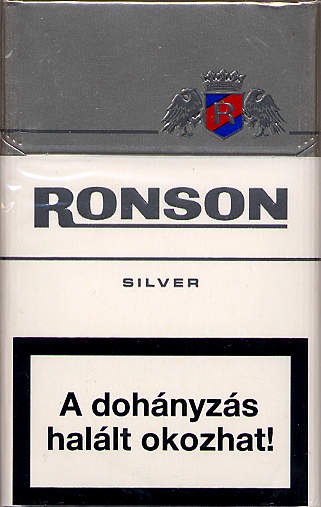 R
RONSON
SILVER
A dohányzás
halált okozhat!